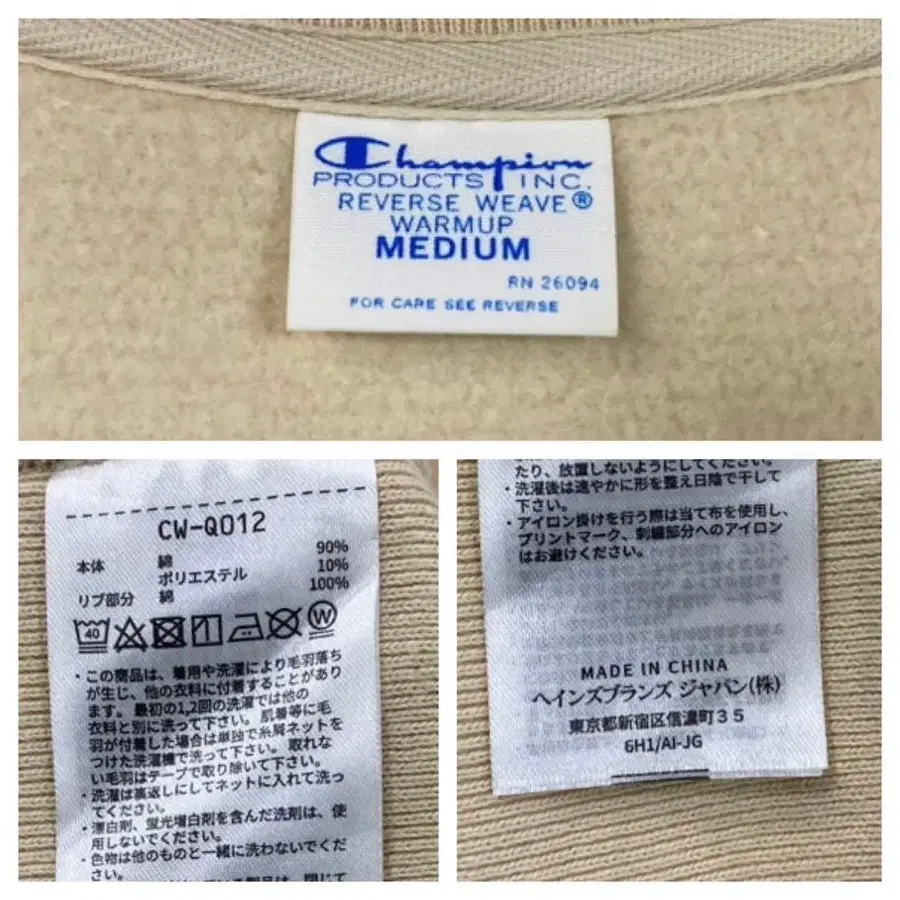 Champion
PRODUCTS INC.
REVERSE WEAVE®
WARMUP
MEDIUM
RN 26094
FOR CARE SEE REVERSE
CW-Q012
本体 綿 90%
ポリエステル 10%
リブ部分 綿 100%
40 W
・この商品は、着用や洗濯により毛羽落ち
が生じ、他の衣料に付着することがあり
ます。最初の1,2回の洗濯では他の
衣料と別に洗って下さい。肌着等に毛
羽が付着した場合は単独で糸屑ネットを
つけた洗濯機で洗って下さい。取れな
い毛羽はテープで取り除いて下さい。
・洗濯は裏返しにしてネットに入れて洗っ
てください。
・漂白剤、蛍光増白剤を含んだ洗剤は、使
用しないでください。
・色物は他のものと一緒に洗わないでくだ
さい。
たり、放置しないようにしてください。
・洗濯後は速やかに形を整え日陰で干して
下さい。
・アイロン掛けを行う際は当て布を使用し、
プリントマーク、刺繍部分へのアイロン
はお避けください。
MADE IN CHINA
ヘインズブランズ ジャパン(株)
東京都新宿区信濃町35
6H1/AI-JG